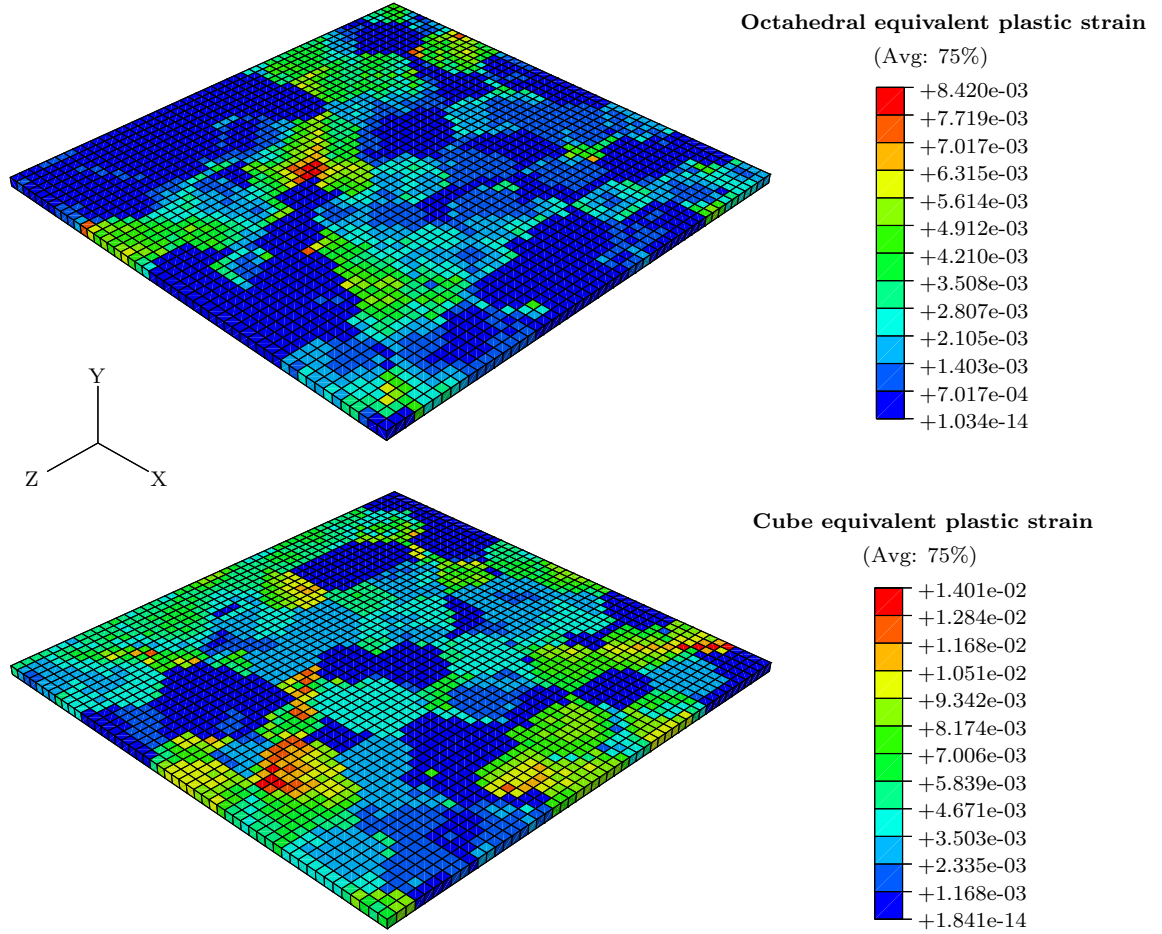 Octahedral equivalent plastic strain
(Avg: 75%)
+8.420e-03
+7.719e-03
+7.017e-03
+6.315e-03
+5.614e-03
+4.912e-03
+4.210e-03
+3.508e-03
+2.807e-03
+2.105e-03
+1.403e-03
+7.017e-04
+1.034e-14
Y
Z
X
Cube equivalent plastic strain
(Avg: 75%)
+1.401e-02
+1.284e-02
+1.168e-02
+1.051e-02
+9.342e-03
+8.174e-03
+7.006e-03
+5.839e-03
+4.671e-03
+3.503e-03
+2.335e-03
+1.168e-03
+1.841e-14